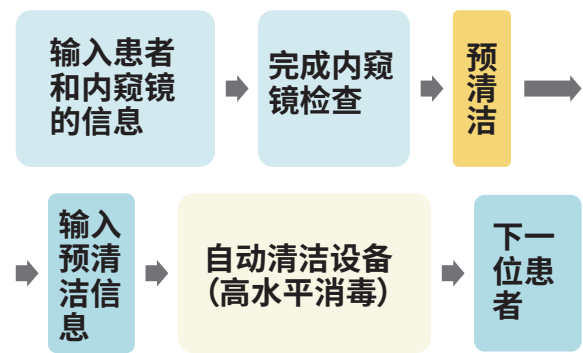 输入患者
和内窥镜
的信息
完成内窥
镜检查
预
清
洁
输入
预清
洁信
息
自动清洁设备
（高水平消毒）
下一
位患
者